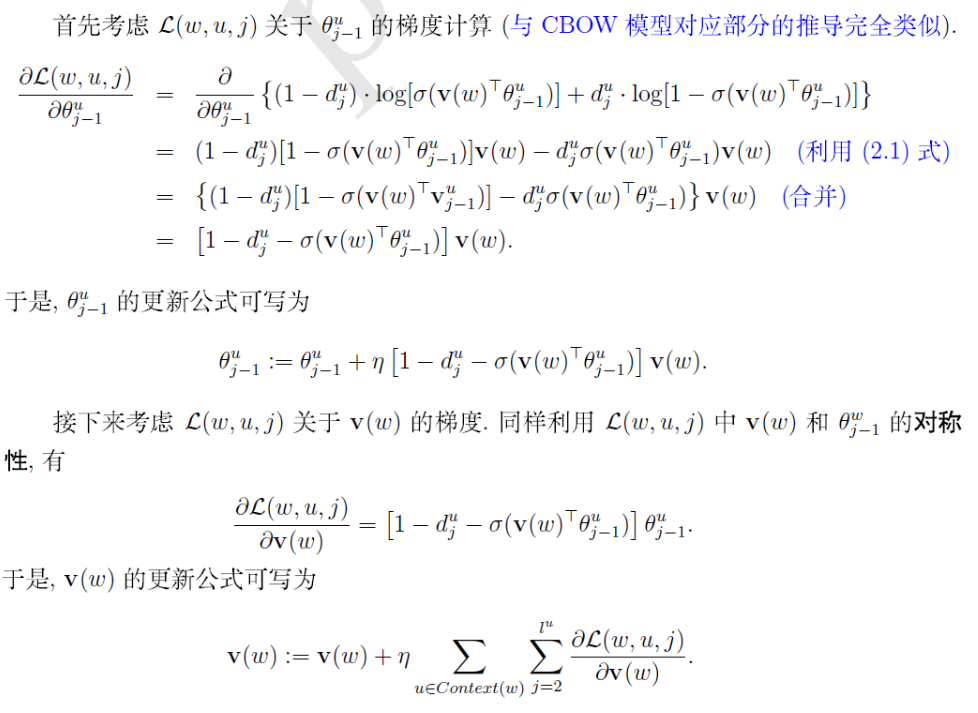 首先考虑 $\mathcal{L}(w,u,j)$ 关于 $\theta_{j-1}^{u}$ 的梯度计算 (与 CBOW 模型对应部分的推导完全类似).
$\frac{\partial \mathcal{L}(w,u,j)}{\partial \theta_{j-1}^{u}} = \frac{\partial}{\partial \theta_{j-1}^{u}} \left\{ (1-d_j^u) \cdot \log[\sigma(\mathbf{v}(w)^\top \theta_{j-1}^{u})] + d_j^u \cdot \log[1-\sigma(\mathbf{v}(w)^\top \theta_{j-1}^{u})] \right\}$
$= (1-d_j^u)[1-\sigma(\mathbf{v}(w)^\top \theta_{j-1}^{u})]\mathbf{v}(w) - d_j^u \sigma(\mathbf{v}(w)^\top \theta_{j-1}^{u})\mathbf{v}(w)$ (利用 (2.1) 式)
$= \left\{ (1-d_j^u)[1-\sigma(\mathbf{v}(w)^\top \mathbf{v}_{j-1}^{u})] - d_j^u \sigma(\mathbf{v}(w)^\top \theta_{j-1}^{u}) \right\} \mathbf{v}(w)$ (合并)
$= \left[ 1-d_j^u - \sigma(\mathbf{v}(w)^\top \theta_{j-1}^{u}) \right] \mathbf{v}(w).$
于是, $\theta_{j-1}^{u}$ 的更新公式可写为
$\theta_{j-1}^{u} := \theta_{j-1}^{u} + \eta \left[ 1-d_j^u - \sigma(\mathbf{v}(w)^\top \theta_{j-1}^{u}) \right] \mathbf{v}(w).$
接下来考虑 $\mathcal{L}(w,u,j)$ 关于 $\mathbf{v}(w)$ 的梯度. 同样利用 $\mathcal{L}(w,u,j)$ 中 $\mathbf{v}(w)$ 和 $\theta_{j-1}^{w}$ 的对称
性, 有
$\frac{\partial \mathcal{L}(w,u,j)}{\partial \mathbf{v}(w)} = \left[ 1-d_j^u - \sigma(\mathbf{v}(w)^\top \theta_{j-1}^{u}) \right] \theta_{j-1}^{u}.$
于是, $\mathbf{v}(w)$ 的更新公式可写为
$\mathbf{v}(w) := \mathbf{v}(w) + \eta \sum_{u \in Context(w)} \sum_{j=2}^{l^u} \frac{\partial \mathcal{L}(w,u,j)}{\partial \mathbf{v}(w)}.$